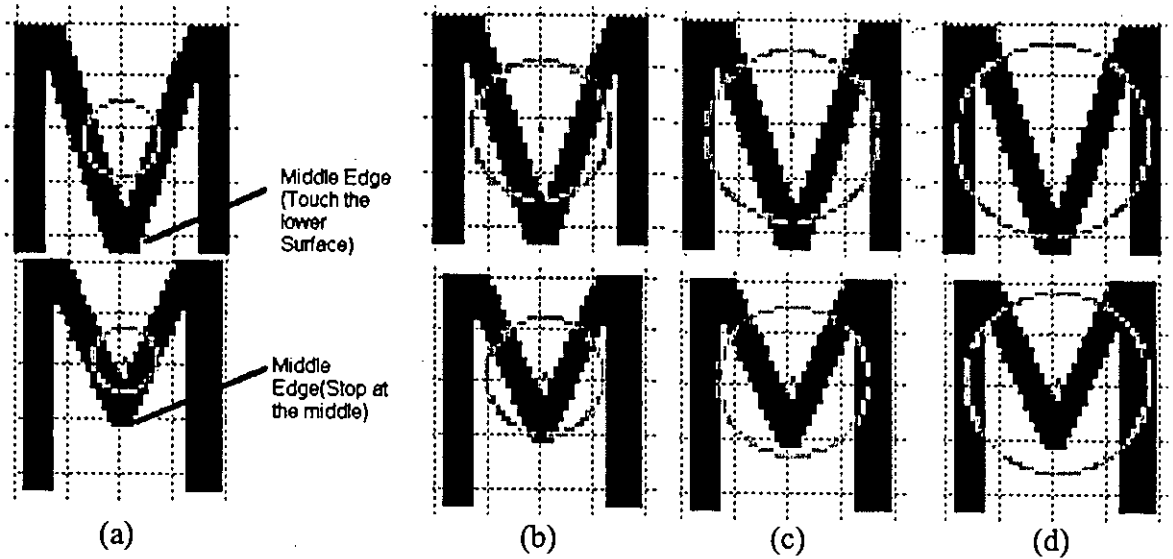 Middle Edge
(Touch the
lower
Surface)
Middle
Edge(Stop at
the middle)
(a)
(b)
(c)
(d)